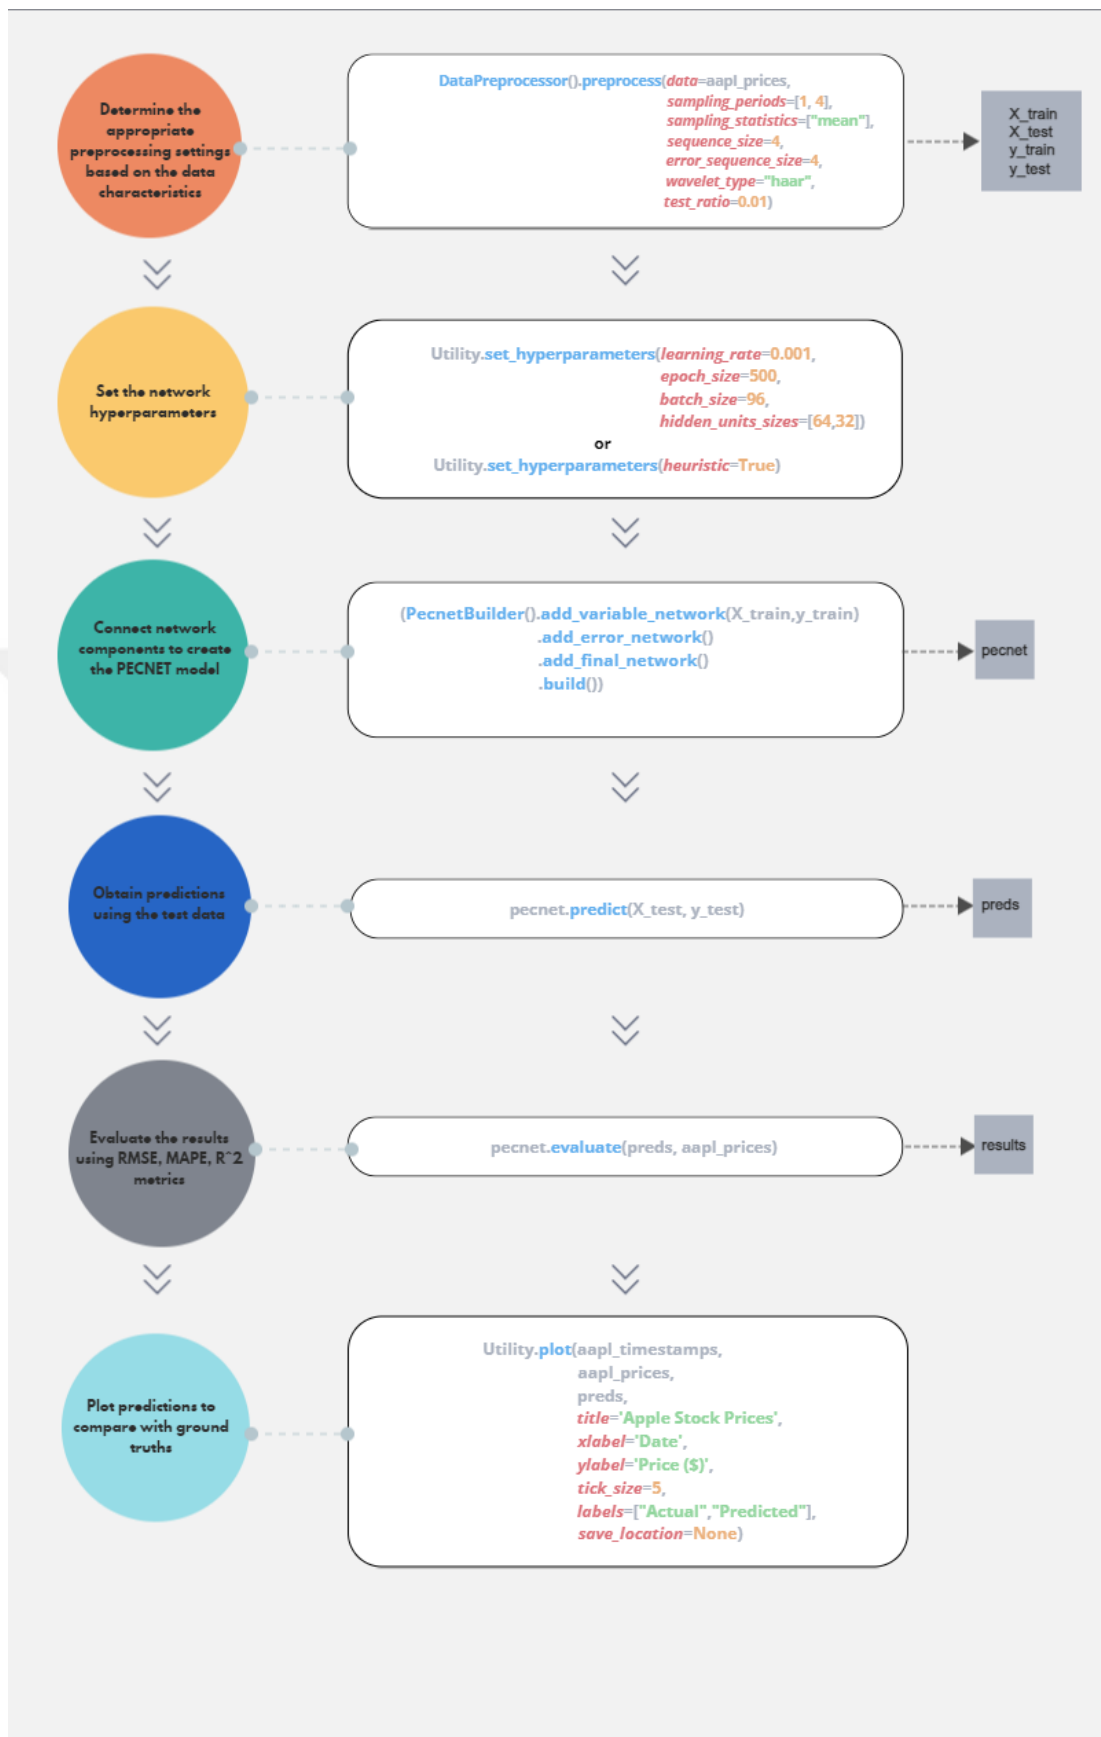 Determine the
appropriate
preprocessing settings
based on the data
characteristics
DataPreprocessor().preprocess(data=aapl_prices,
sampling_periods=[1, 4],
sampling_statistics=["mean"],
sequence_size=4,
error_sequence_size=4,
wavelet_type="haar",
test_ratio=0.01)
X_train
X_test
y_train
y_test
Set the network
hyperparameters
Utility.set_hyperparameters(learning_rate=0.001,
epoch_size=500,
batch_size=96,
hidden_units_sizes=[64,32])
or
Utility.set_hyperparameters(heuristic=True)
Connect network
components to create
the PECNET model
(PecnetBuilder().add_variable_network(X_train,y_train)
.add_error_network()
.add_final_network()
.build())
pecnet
Obtain predictions
using the test data
pecnet.predict(X_test, y_test)
preds
Evaluate the results
using RMSE, MAPE, R^2
metrics
pecnet.evaluate(preds, aapl_prices)
results
Plot predictions to
compare with ground
truths
Utility.plot(aapl_timestamps,
aapl_prices,
preds,
title='Apple Stock Prices',
xlabel='Date',
ylabel='Price ($)',
tick_size=5,
labels=["Actual","Predicted"],
save_location=None)